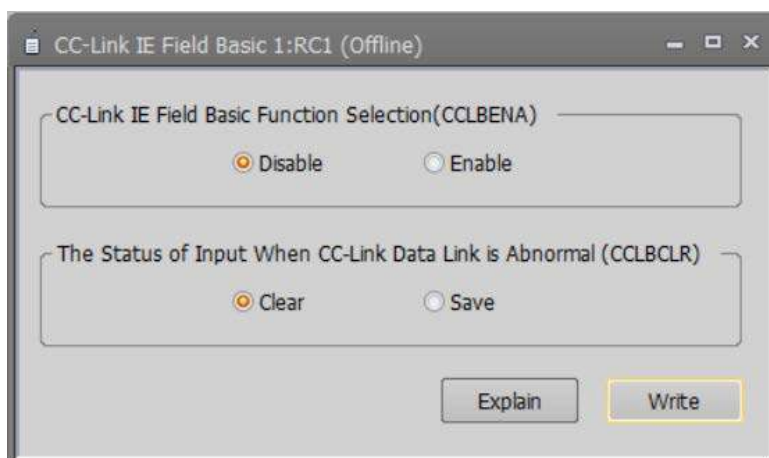 CC-Link IE Field Basic 1:RC1 (Offline)
CC-Link IE Field Basic Function Selection(CCLBENA)
Disable Enable
The Status of Input When CC-Link Data Link is Abnormal (CCLBCLR)
Clear Save
Explain Write